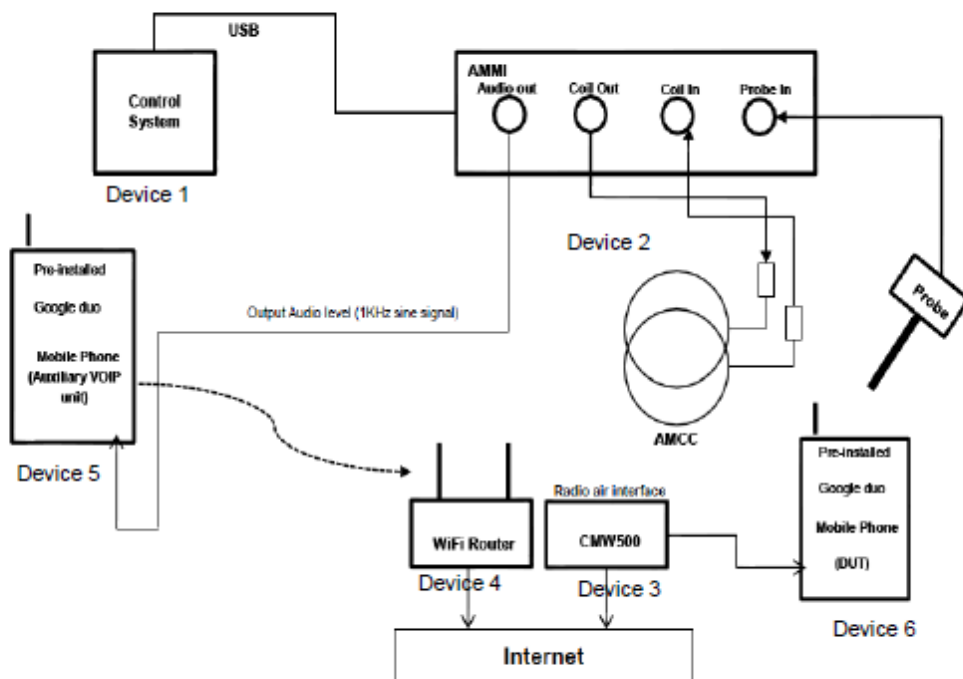 USB
AMMI
Audio out
Coil Out
Coil In
Probe In
Control
System
Device 1
Device 2
Pre-installed
Google duo
Mobile Phone
(Auxiliary VOIP
unit)
Device 5
Output Audio level (1KHz sine signal)
Probe
AMCC
Radio air interface
WiFi Router
CMW500
Device 4
Device 3
Pre-installed
Google duo
Mobile Phone
(DUT)
Device 6
Internet